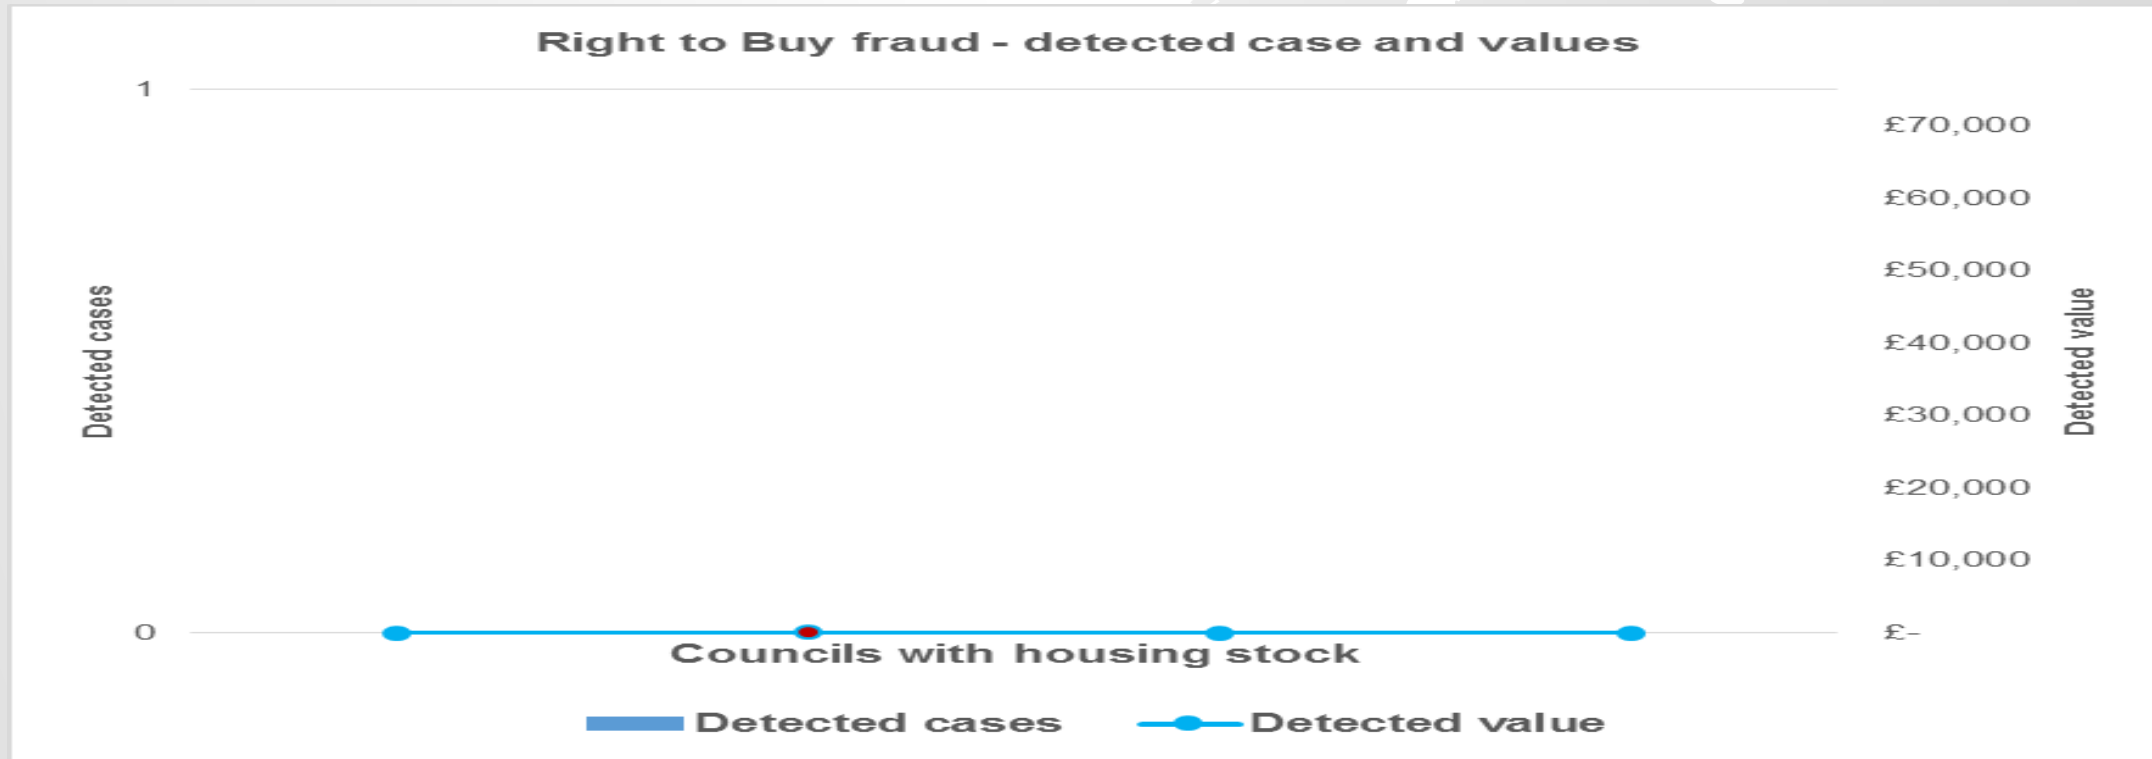 Right to Buy fraud - detected case and values
1
0
Detected cases
£70,000
£60,000
£50,000
£40,000
£30,000
£20,000
£10,000
£-
Detected value
Councils with housing stock
Detected cases
Detected value